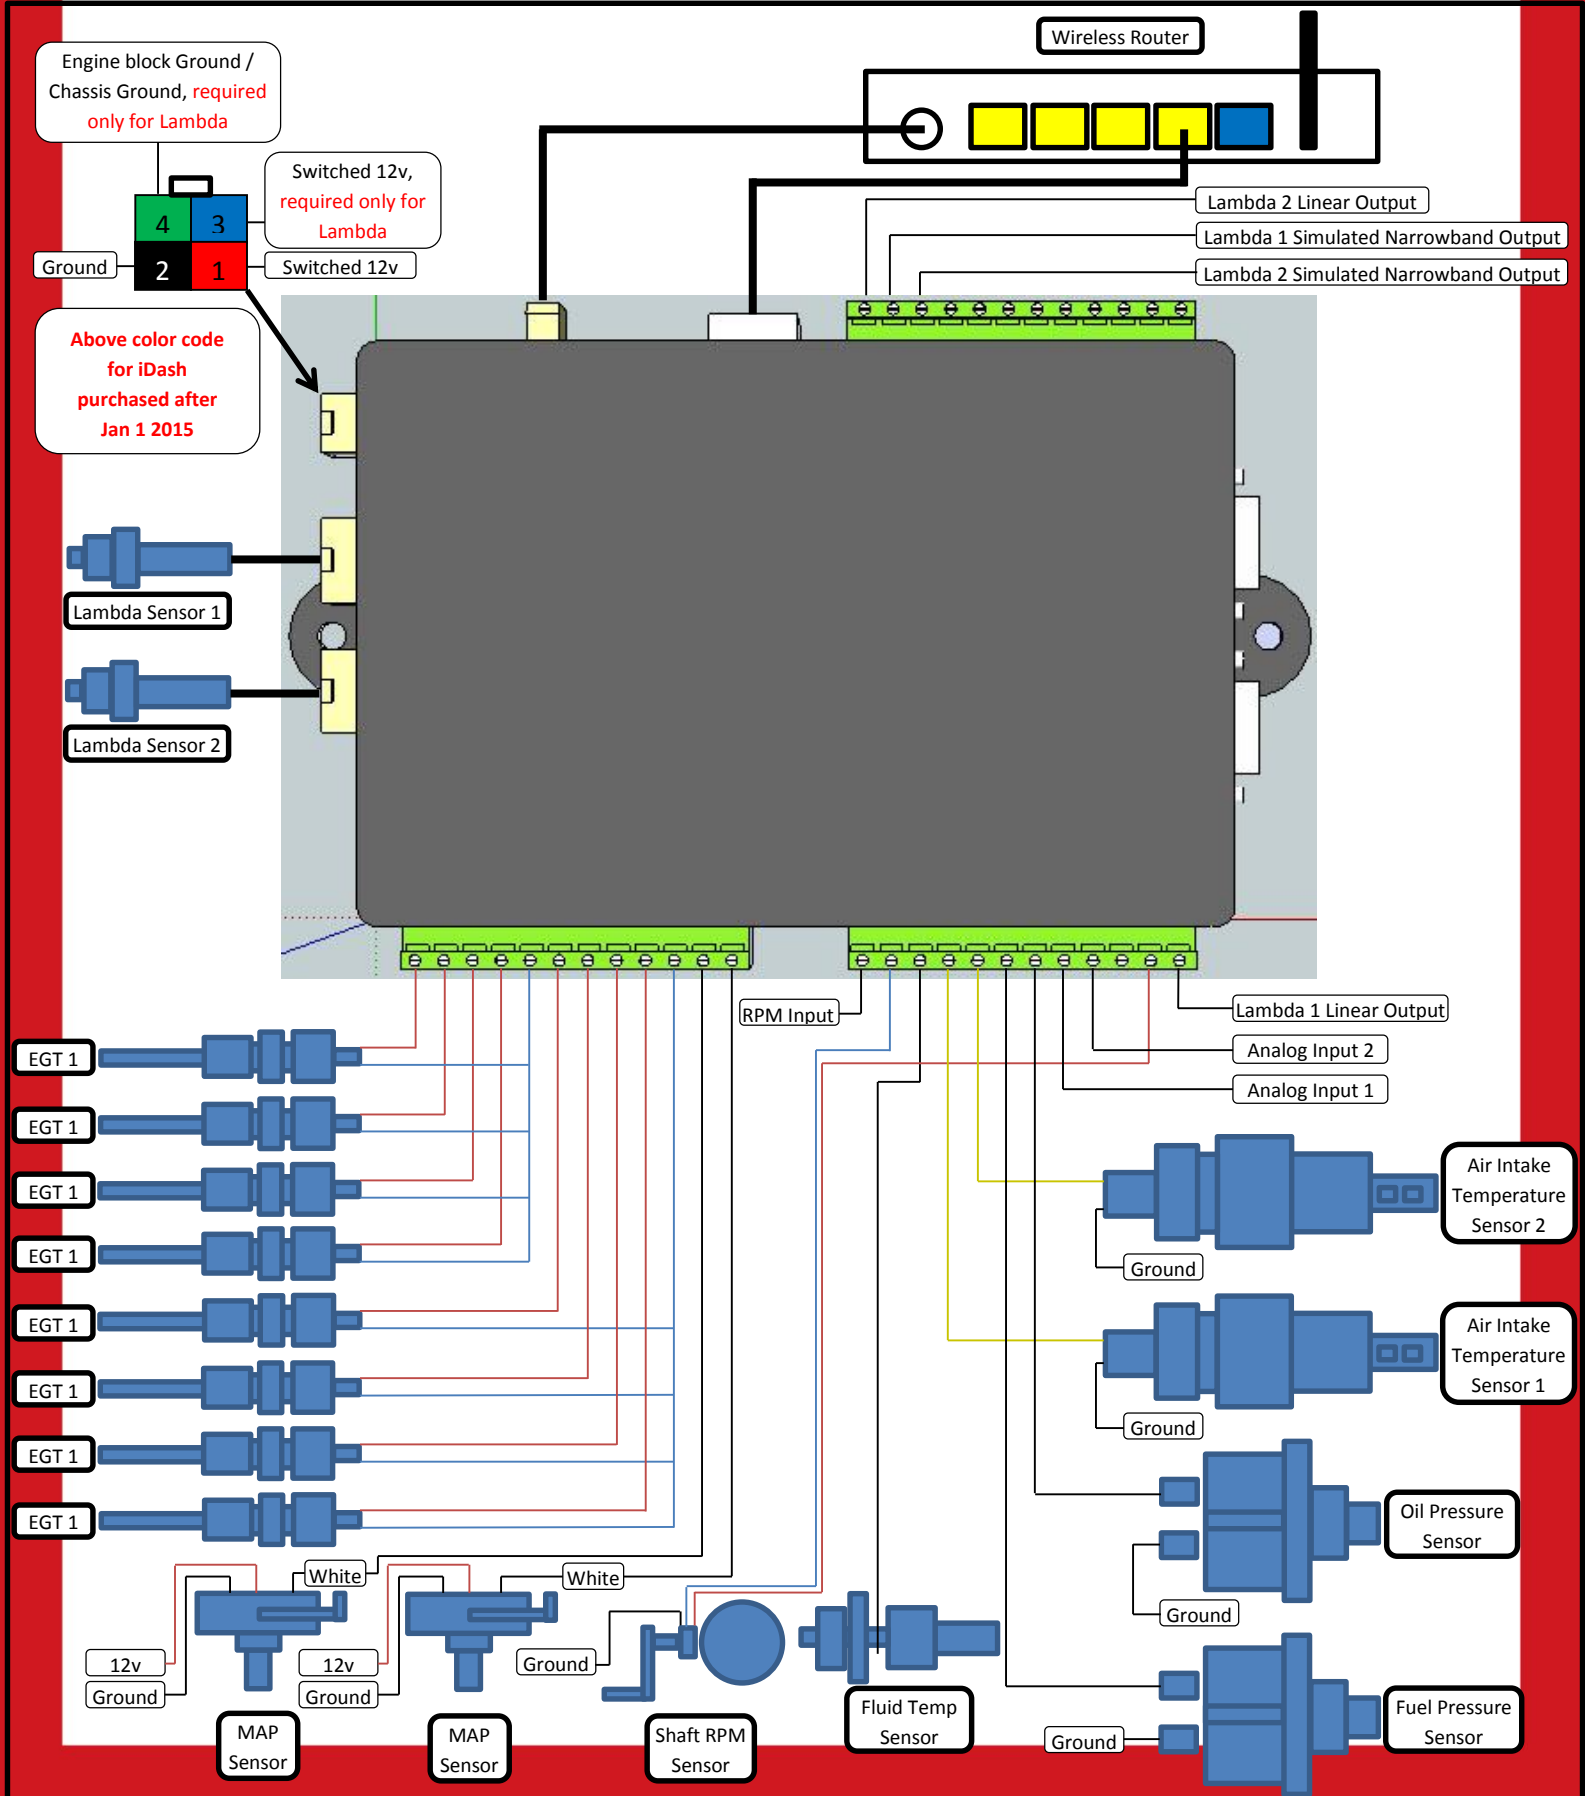 Wireless Router
Engine block Ground /
Chassis Ground, required
only for Lambda
Switched 12v,
required only for
Lambda
4
3
2
1
Ground
Switched 12v
Lambda 2 Linear Output
Lambda 1 Simulated Narrowband Output
Lambda 2 Simulated Narrowband Output
Above color code
for iDash
purchased after
Jan 1 2015
Lambda Sensor 1
Lambda Sensor 2
RPM Input
Lambda 1 Linear Output
Analog Input 2
Analog Input 1
EGT 1
EGT 1
EGT 1
EGT 1
EGT 1
EGT 1
EGT 1
EGT 1
Air Intake
Temperature
Sensor 2
Ground
Air Intake
Temperature
Sensor 1
Ground
Oil Pressure
Sensor
Ground
White
White
12v
Ground
12v
Ground
Ground
MAP
Sensor
MAP
Sensor
Shaft RPM
Sensor
Fluid Temp
Sensor
Fuel Pressure
Sensor
Ground